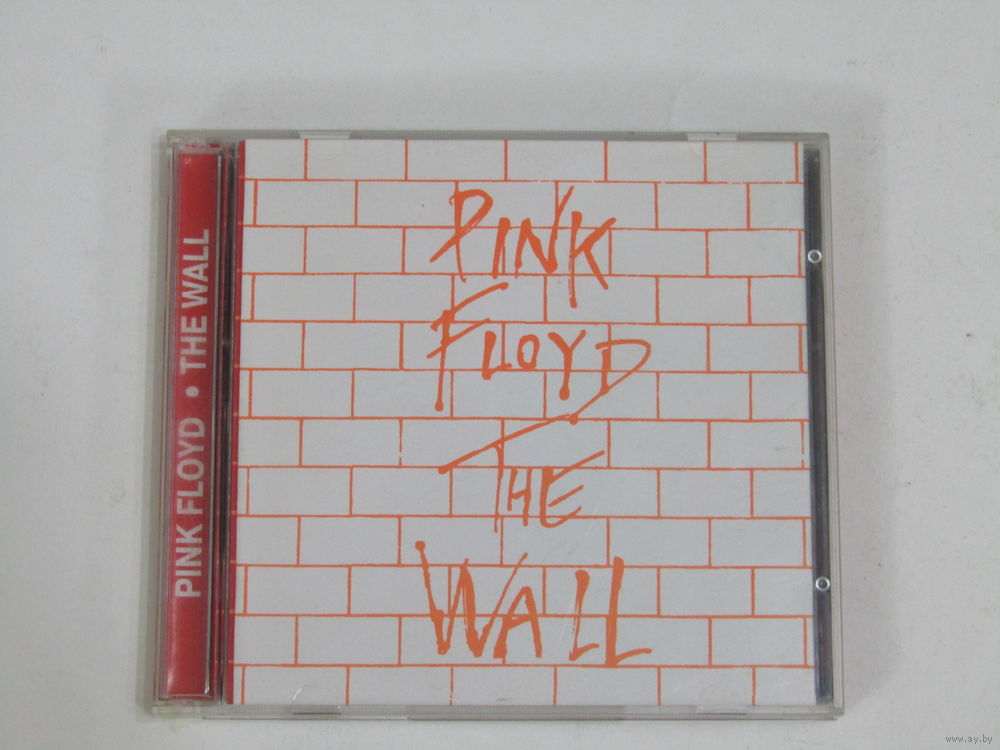 PINK FLOYD • THE WALL
PINK
FLOYD
THE
WALL
www.ay.by